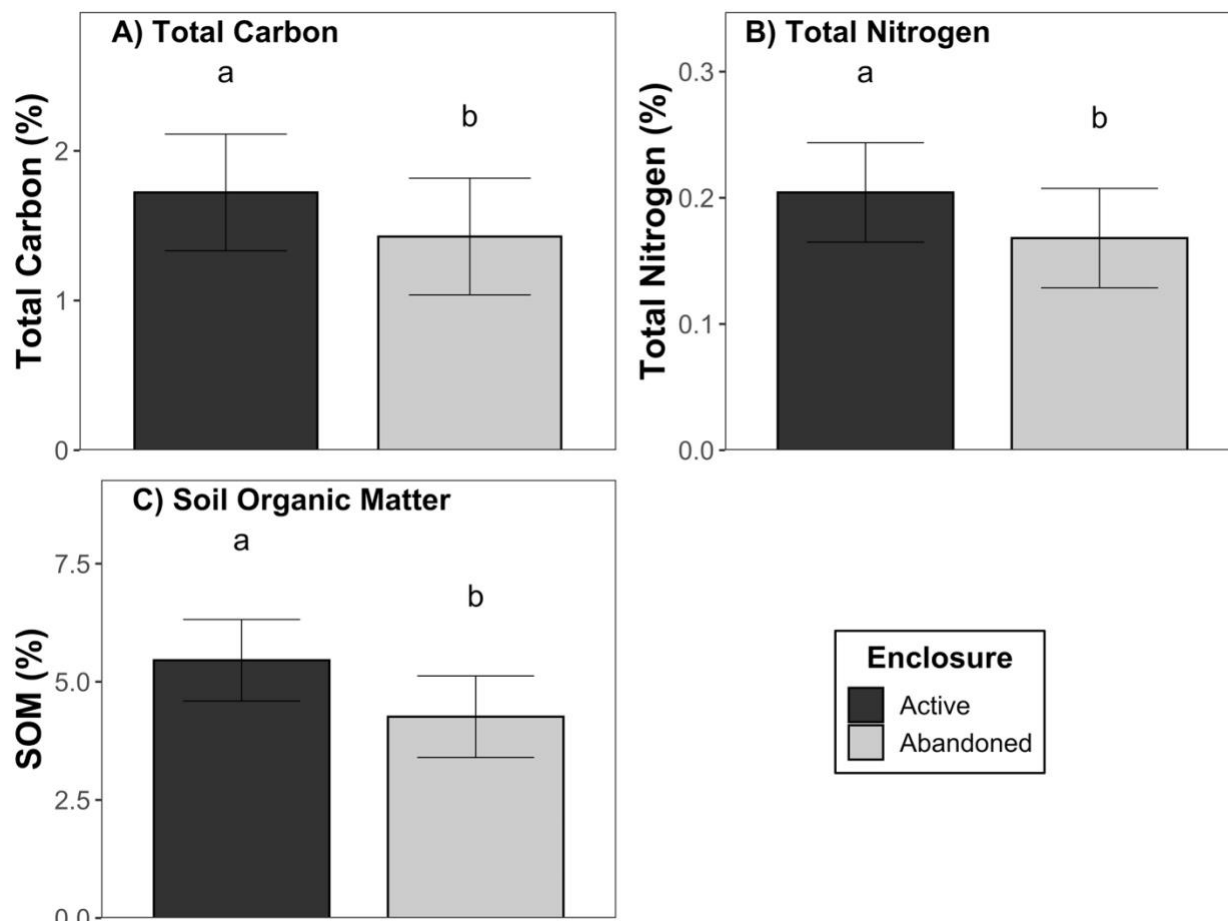 A) Total Carbon
a
b
Total Carbon (%)
2
1
0
B) Total Nitrogen
a
b
Total Nitrogen (%)
0.3
0.2
0.1
0.0
C) Soil Organic Matter
a
b
SOM (%)
7.5
5.0
2.5
0.0
Enclosure
Active
Abandoned